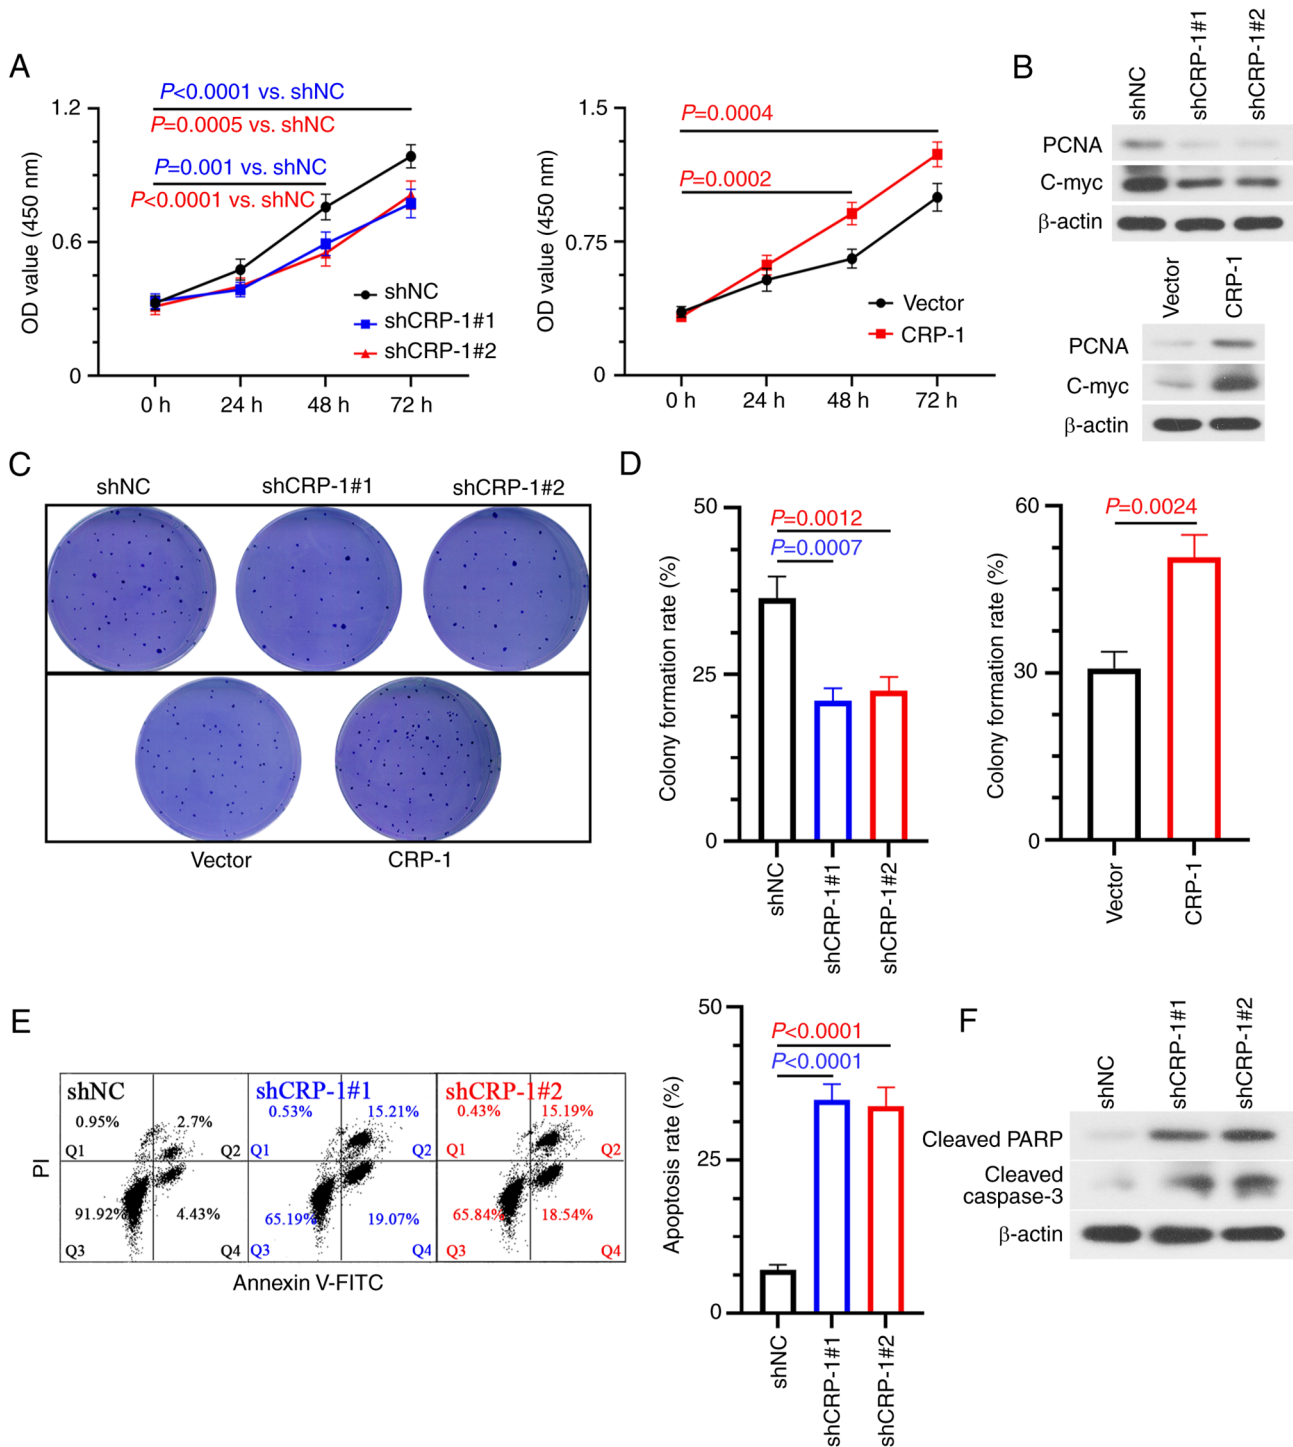 A
P<0.0001 vs. shNC
P=0.0005 vs. shNC
P=0.001 vs. shNC
P<0.0001 vs. shNC
OD value (450 nm)
1.2
0.6
0
0 h
24 h
48 h
72 h
shNC
shCRP-1#1
shCRP-1#2
P=0.0004
P=0.0002
OD value (450 nm)
1.5
0.75
0
0 h
24 h
48 h
72 h
Vector
CRP-1
B
shNC
shCRP-1#1
shCRP-1#2
PCNA
C-myc
β-actin
Vector
CRP-1
PCNA
C-myc
β-actin
C
shNC
shCRP-1#1
shCRP-1#2
Vector
CRP-1
D
P=0.0012
P=0.0007
Colony formation rate (%)
50
25
0
shNC
shCRP-1#1
shCRP-1#2
P=0.0024
Colony formation rate (%)
60
30
0
Vector
CRP-1
E
PI
shNC
0.95%
2.7%
Q1
Q2
91.92%
4.43%
Q3
Q4
shCRP-1#1
0.53%
15.21%
Q1
Q2
65.19%
19.07%
Q3
Q4
shCRP-1#2
0.43%
15.19%
Q1
Q2
65.84%
18.54%
Q3
Q4
Annexin V-FITC
P<0.0001
P<0.0001
Apoptosis rate (%)
50
25
0
shNC
shCRP-1#1
shCRP-1#2
F
shNC
shCRP-1#1
shCRP-1#2
Cleaved PARP
Cleaved
caspase-3
β-actin